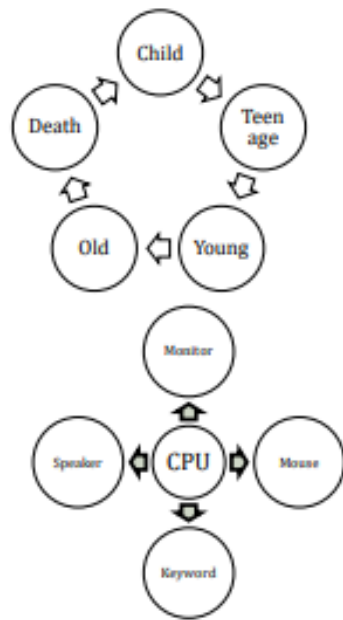 Child
Death
Teen
age
Old
Young
Monitor
Speaker
CPU
Mouse
Keyword